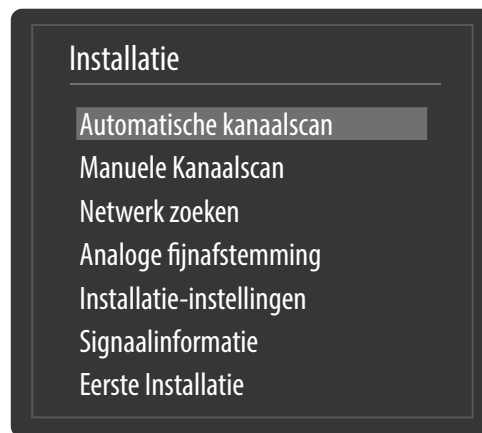 Installatie
Automatische kanaalscan
Manuele Kanaalscan
Netwerk zoeken
Analoge fijnafstemming
Installatie-instellingen
Signaalinformatie
Eerste Installatie